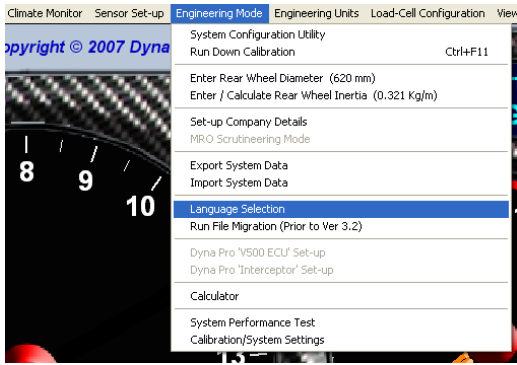 Climate Monitor Sensor Set-up Engineering Mode Engineering Units Load-Cell Configuration View
opyright © 2007 Dyna
System Configuration Utility
Run Down Calibration Ctrl+F11
Enter Rear Wheel Diameter (620 mm)
Enter / Calculate Rear Wheel Inertia (0.321 Kg/m)
Set-up Company Details
MRO Scrutineering Mode
Export System Data
Import System Data
Language Selection
Run File Migration (Prior to Ver 3.2)
Dyna Pro 'V500 ECU' Set-up
Dyna Pro 'Interceptor' Set-up
Calculator
System Performance Test
Calibration/System Settings
8
9
10
13